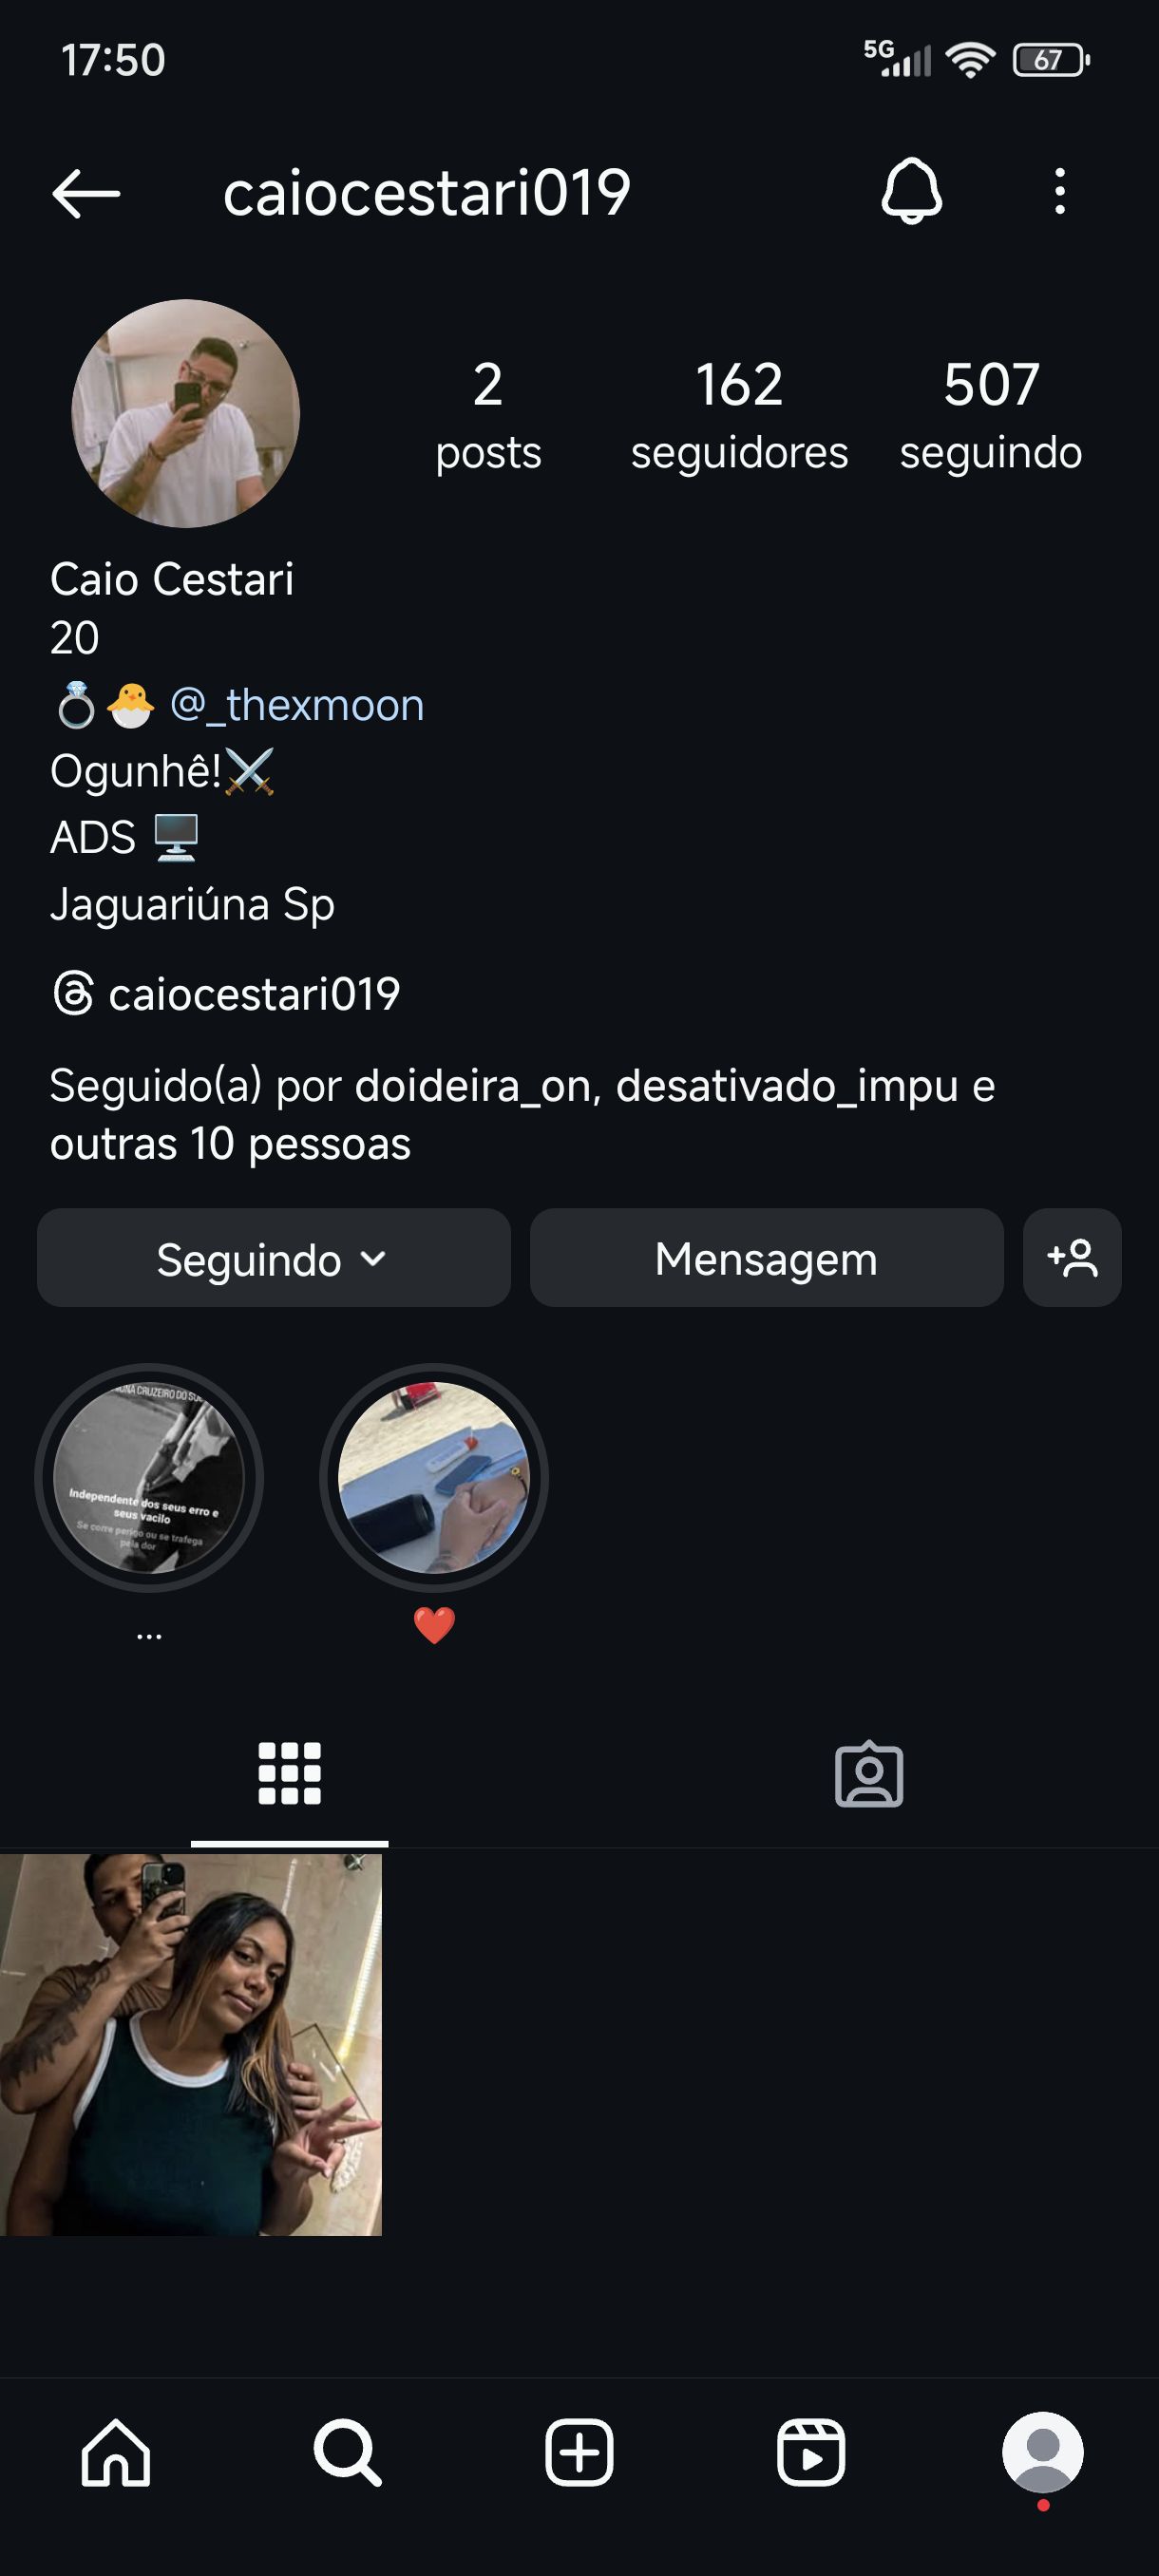 17:50
5G
67
caiocestari019
2
162
507
posts
seguidores
seguindo
Caio Cestari
20
💍🐣 @_thexmoon
Ogunhê!⚔️
ADS 🖥️
Jaguariúna Sp
caiocestari019
Seguido(a) por doideira_on, desativado_impu e
outras 10 pessoas
Seguindo
Mensagem
CRUZEIRO DO
Independente dos seus erro e
seus vacilo
Se corre perigo ou se trafega
pela dor
...
❤️